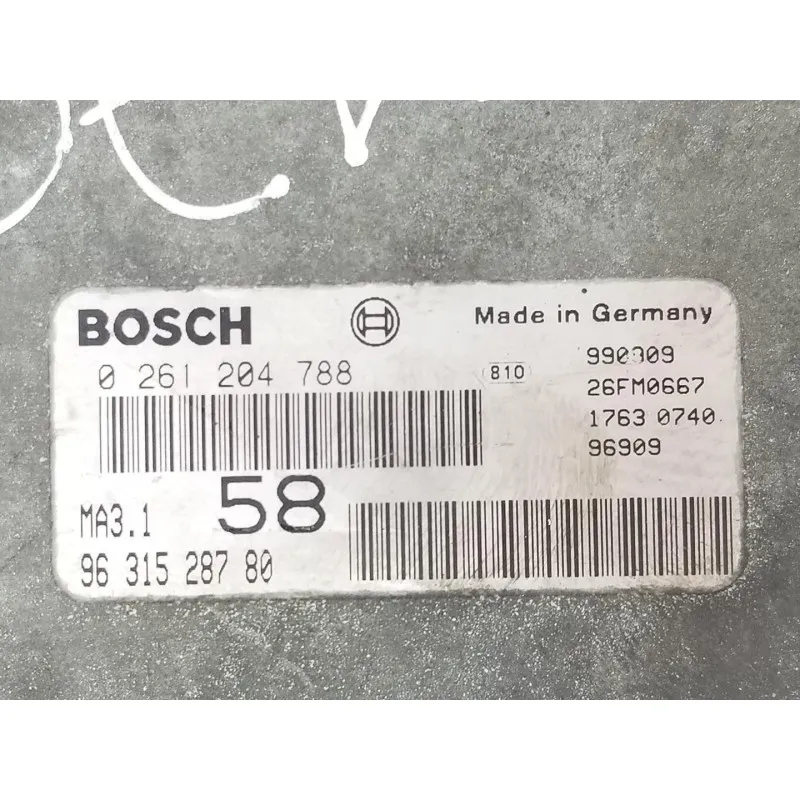 BOSCH
Made in Germany
0 261 204 788
810
990309
26FM0667
1763 0740
96909
MA3.1
58
96 315 287 80